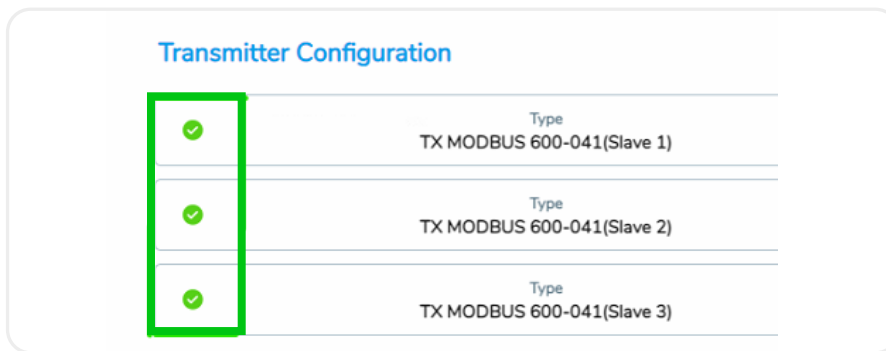 Transmitter Configuration
Type
TX MODBUS 600-041(Slave 1)
Type
TX MODBUS 600-041(Slave 2)
Type
TX MODBUS 600-041(Slave 3)